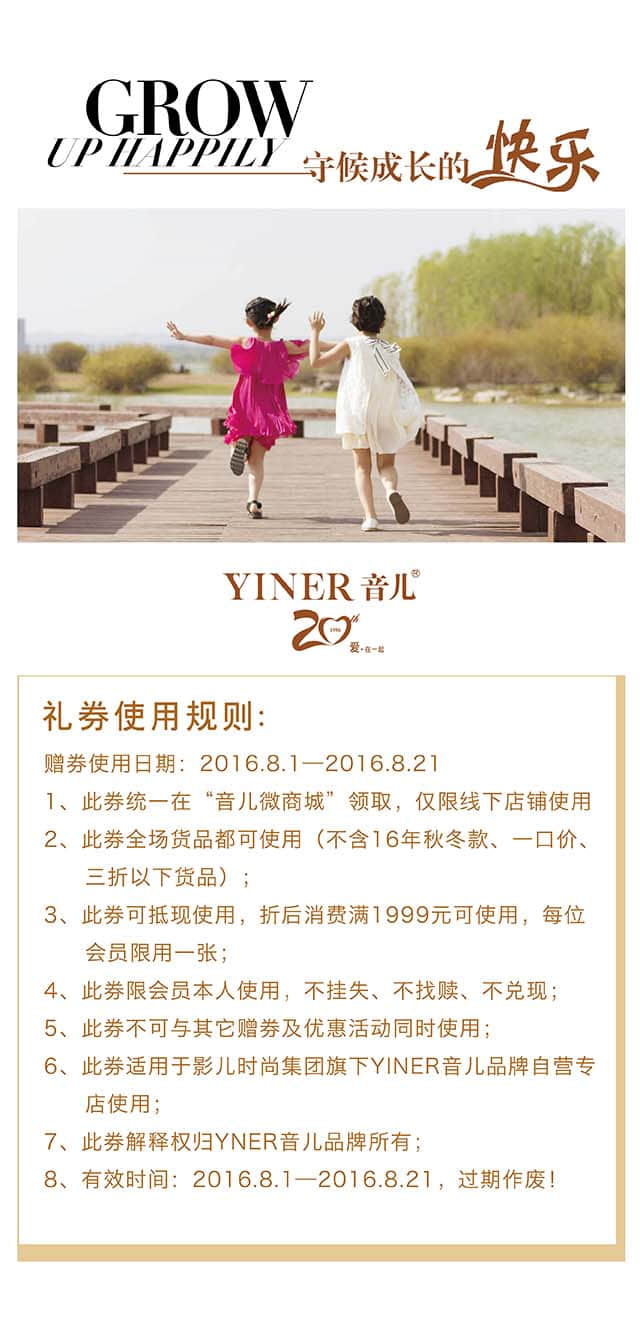 GROW
UP HAPPILY
守候成长的快乐
YINER 音儿®
20th
1996
爱·在一起
礼券使用规则：
赠券使用日期：2016.8.1—2016.8.21
1、此券统一在“音儿微商城”领取，仅限线下店铺使用
2、此券全场货品都可使用（不含16年秋冬款、一口价、
三折以下货品）；
3、此券可抵现使用，折后消费满1999元可使用，每位
会员限用一张；
4、此券限会员本人使用，不挂失、不找赎、不兑现；
5、此券不可与其它赠券及优惠活动同时使用；
6、此券适用于影儿时尚集团旗下YINER音儿品牌自营专
店使用；
7、此券解释权归YNER音儿品牌所有；
8、有效时间：2016.8.1—2016.8.21，过期作废！